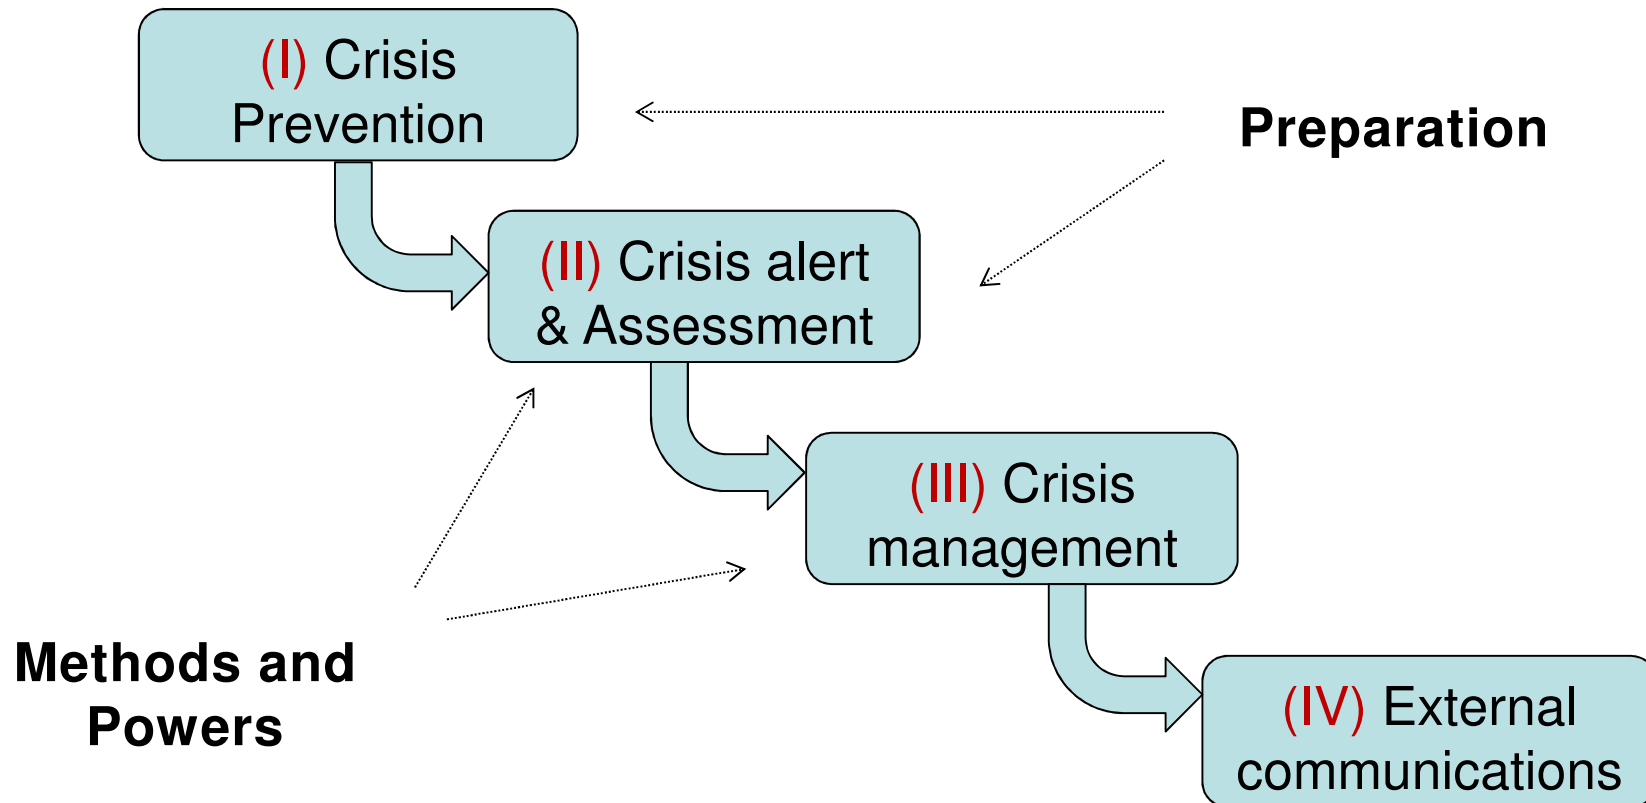 (I) Crisis
Prevention
Preparation
(II) Crisis alert
& Assessment
(III) Crisis
management
Methods and
Powers
(IV) External
communications